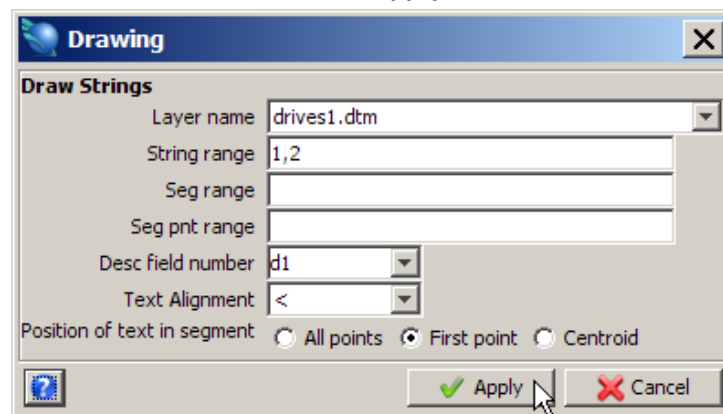 Drawing
Draw Strings
Layer name drives1.dtm
String range 1,2
Seg range
Seg pnt range
Desc field number d1
Text Alignment <
Position of text in segment All points First point Centroid
? Apply Cancel